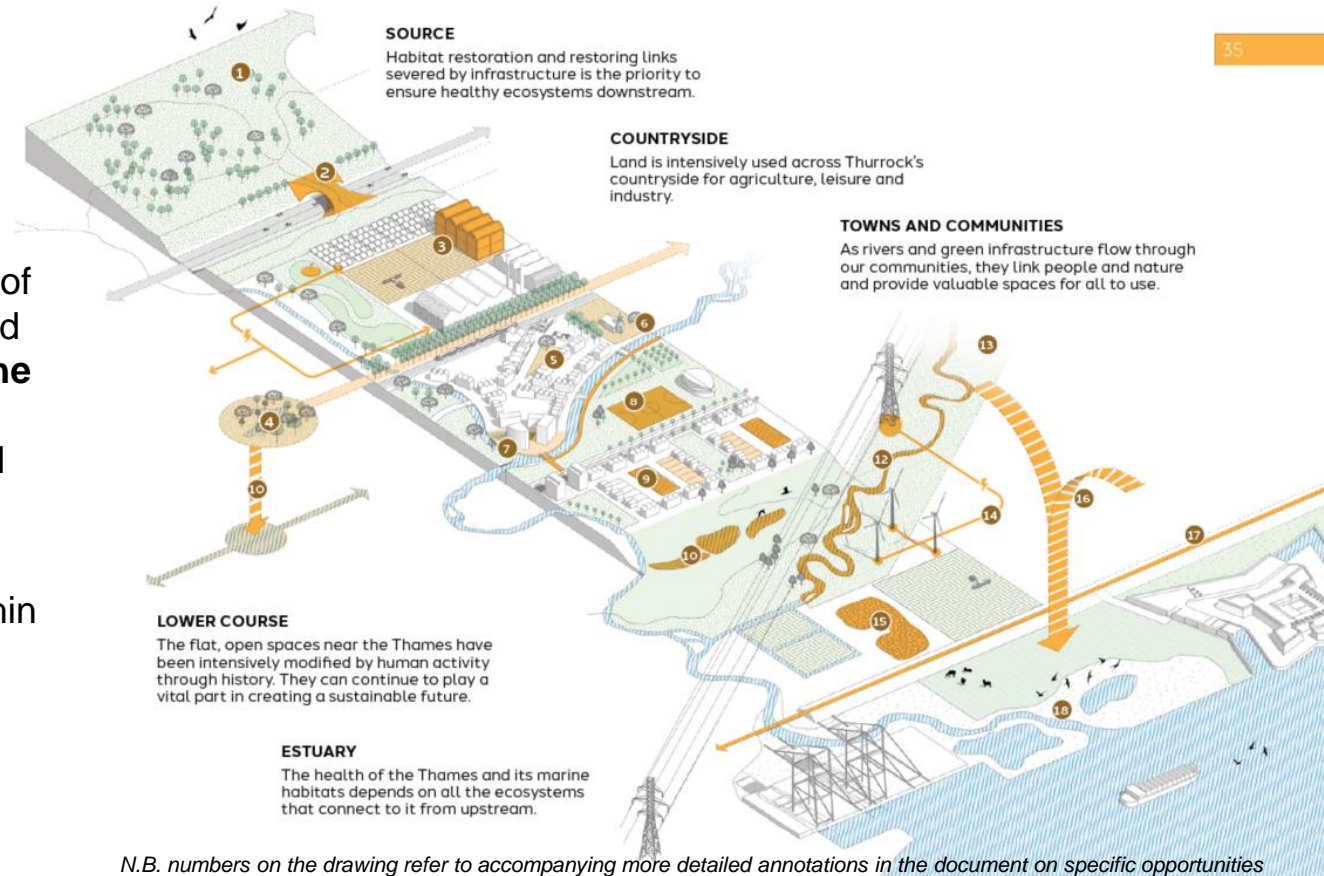 35
SOURCE
Habitat restoration and restoring links
severed by infrastructure is the priority to
ensure healthy ecosystems downstream.
COUNTRYSIDE
Land is intensively used across Thurrock's
countryside for agriculture, leisure and
industry.
TOWNS AND COMMUNITIES
As rivers and green infrastructure flow through
our communities, they link people and nature
and provide valuable spaces for all to use.
of
d
ne
d
nin
1
2
3
4
5
6
7
8
9
10
10
12
13
14
15
16
17
18
LOWER COURSE
The flat, open spaces near the Thames have
been intensively modified by human activity
through history. They can continue to play a
vital part in creating a sustainable future.
ESTUARY
The health of the Thames and its marine
habitats depends on all the ecosystems
that connect to it from upstream.
N.B. numbers on the drawing refer to accompanying more detailed annotations in the document on specific opportunities